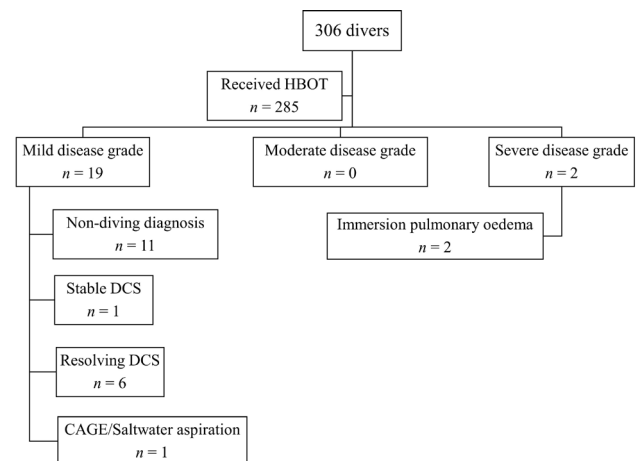 306 divers
Received HBOT
n = 285
Mild disease grade
n = 19
Moderate disease grade
n = 0
Severe disease grade
n = 2
Non-diving diagnosis
n = 11
Immersion pulmonary oedema
n = 2
Stable DCS
n = 1
Resolving DCS
n = 6
CAGE/Saltwater aspiration
n = 1